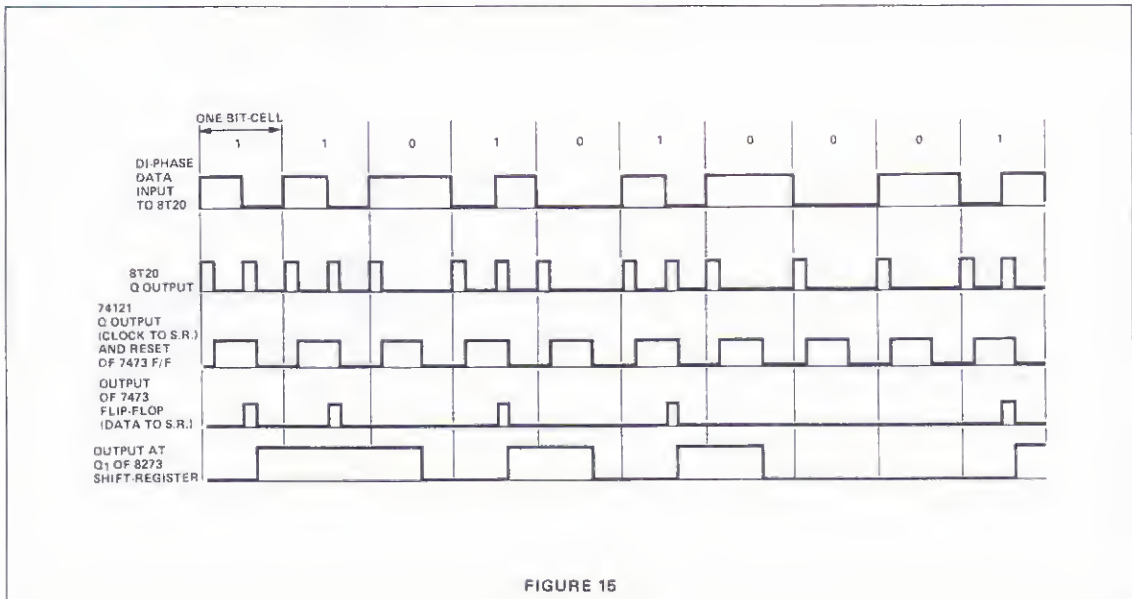 ONE BIT-CELL
1 1 0 1 0 1 0 0 0 1
DI-PHASE
DATA
INPUT
TO 8T20
8T20
Q OUTPUT
74121
Q OUTPUT
(CLOCK TO S.R.)
AND RESET
OF 7473 F/F
OUTPUT
OF 7473
FLIP-FLOP
(DATA TO S.R.)
OUTPUT AT
Q1 OF 8273
SHIFT-REGISTER
FIGURE 15